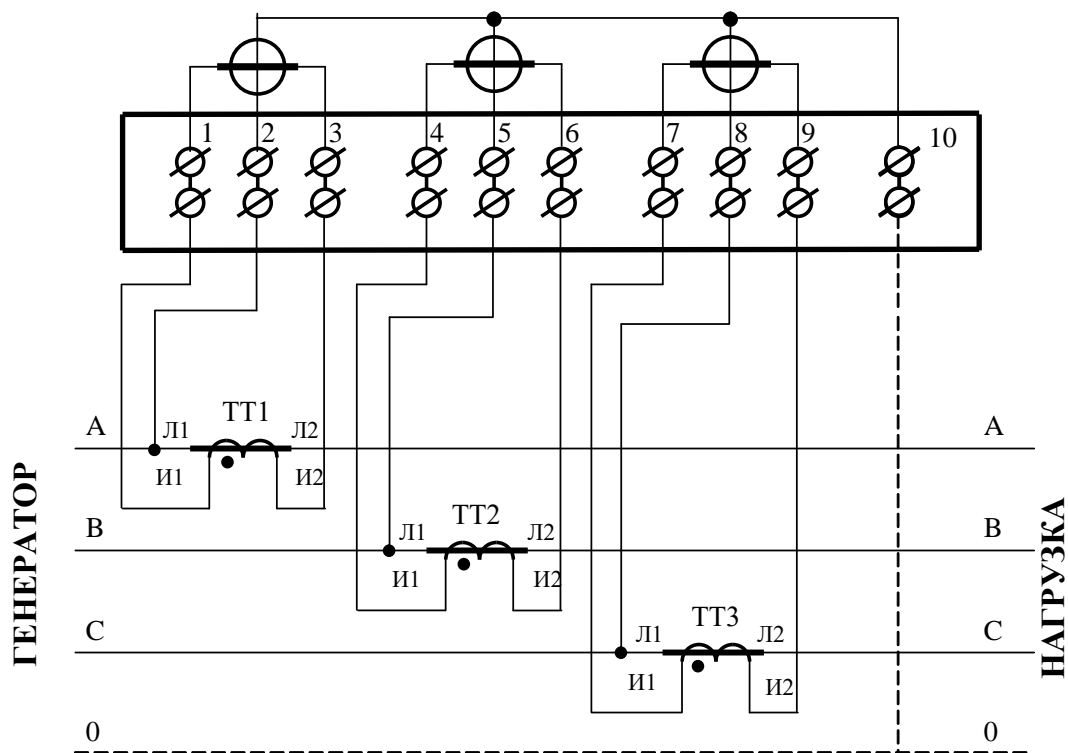 1 2 3 4 5 6 7 8 9 10
A Л1 ТТ1 Л2 A
И1 И2
B Л1 ТТ2 Л2 B
И1 И2
C Л1 ТТ3 Л2 C
И1 И2
0 0
ГЕНЕРАТОР
НАГРУЗКА